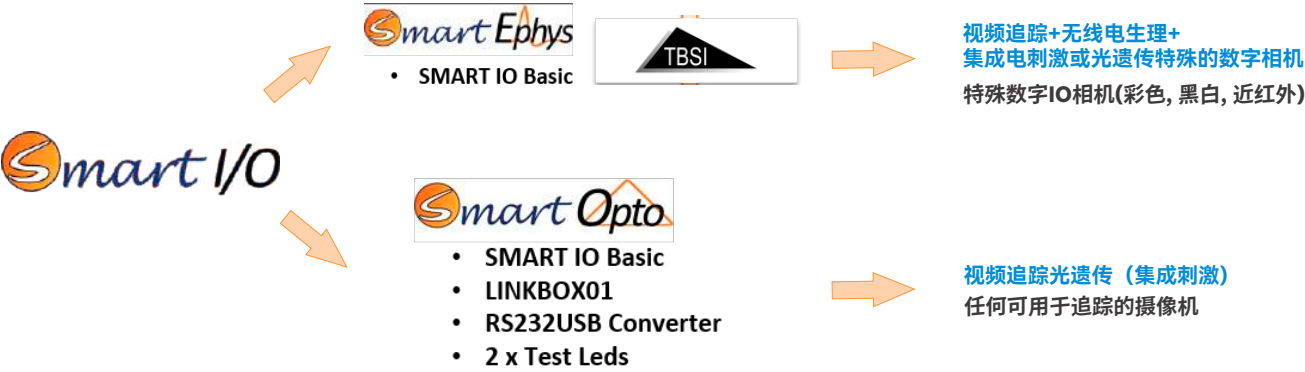 Smart Ephys
• SMART IO Basic
TBSI
视频追踪+无线电生理+
集成电刺激或光遗传特殊的数字相机
特殊数字IO相机(彩色, 黑白, 近红外)
Smart I/O
Smart Opto
• SMART IO Basic
• LINKBOX01
• RS232USB Converter
• 2 x Test Leds
视频追踪光遗传（集成刺激）
任何可用于追踪的摄像机